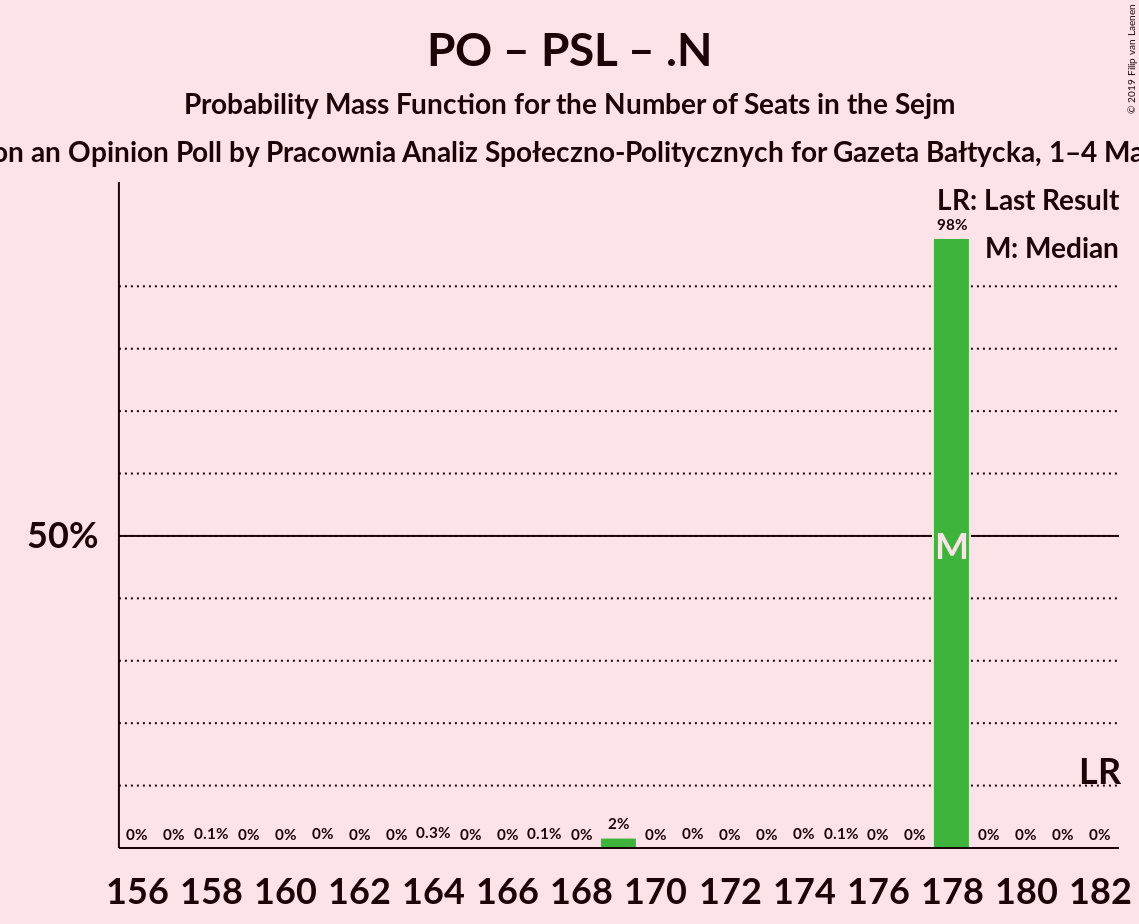 PO – PSL – .N
Probability Mass Function for the Number of Seats in the Sejm
on an Opinion Poll by Pracownia Analiz Społeczno-Politycznych for Gazeta Bałtycka, 1–4
© 2019 Filip van Laenen
LR: Last Result
98%
M: Median
50%
M
LR
0% 0% 0.1% 0% 0% 0% 0% 0% 0.3% 0% 0% 0.1% 0% 2% 0% 0% 0% 0% 0% 0.1% 0% 0% 0% 0% 0% 0%
156 158 160 162 164 166 168 170 172 174 176 178 180 182